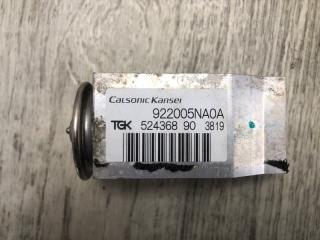 Calsonic Kansei
922005NA0A
TGK 524368 90 3819